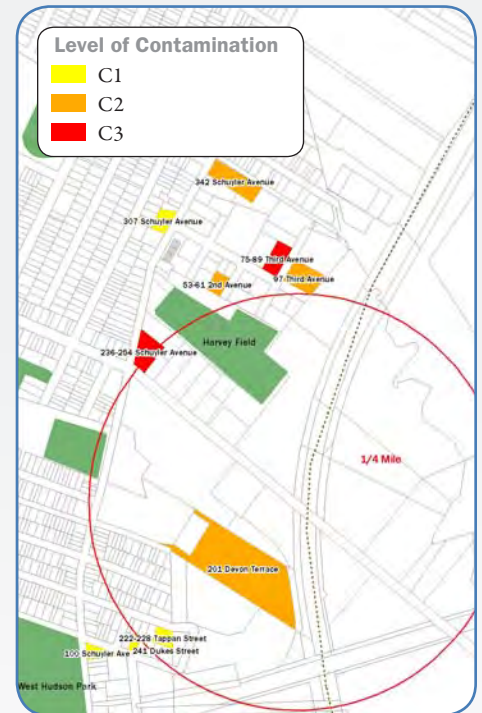 Level of Contamination
C1
C2
C3
342 Schuyler Avenue
307 Schuyler Avenue
75-89 Third Avenue
97-Third Avenue
53-61 2nd Avenue
Harvey Field
236-294 Schuyler Avenue
1/4 Mile
201 Devon Terrace
222-228 Tappan Street
241 Dukes Street
100 Schuyler Ave
West Hudson Park